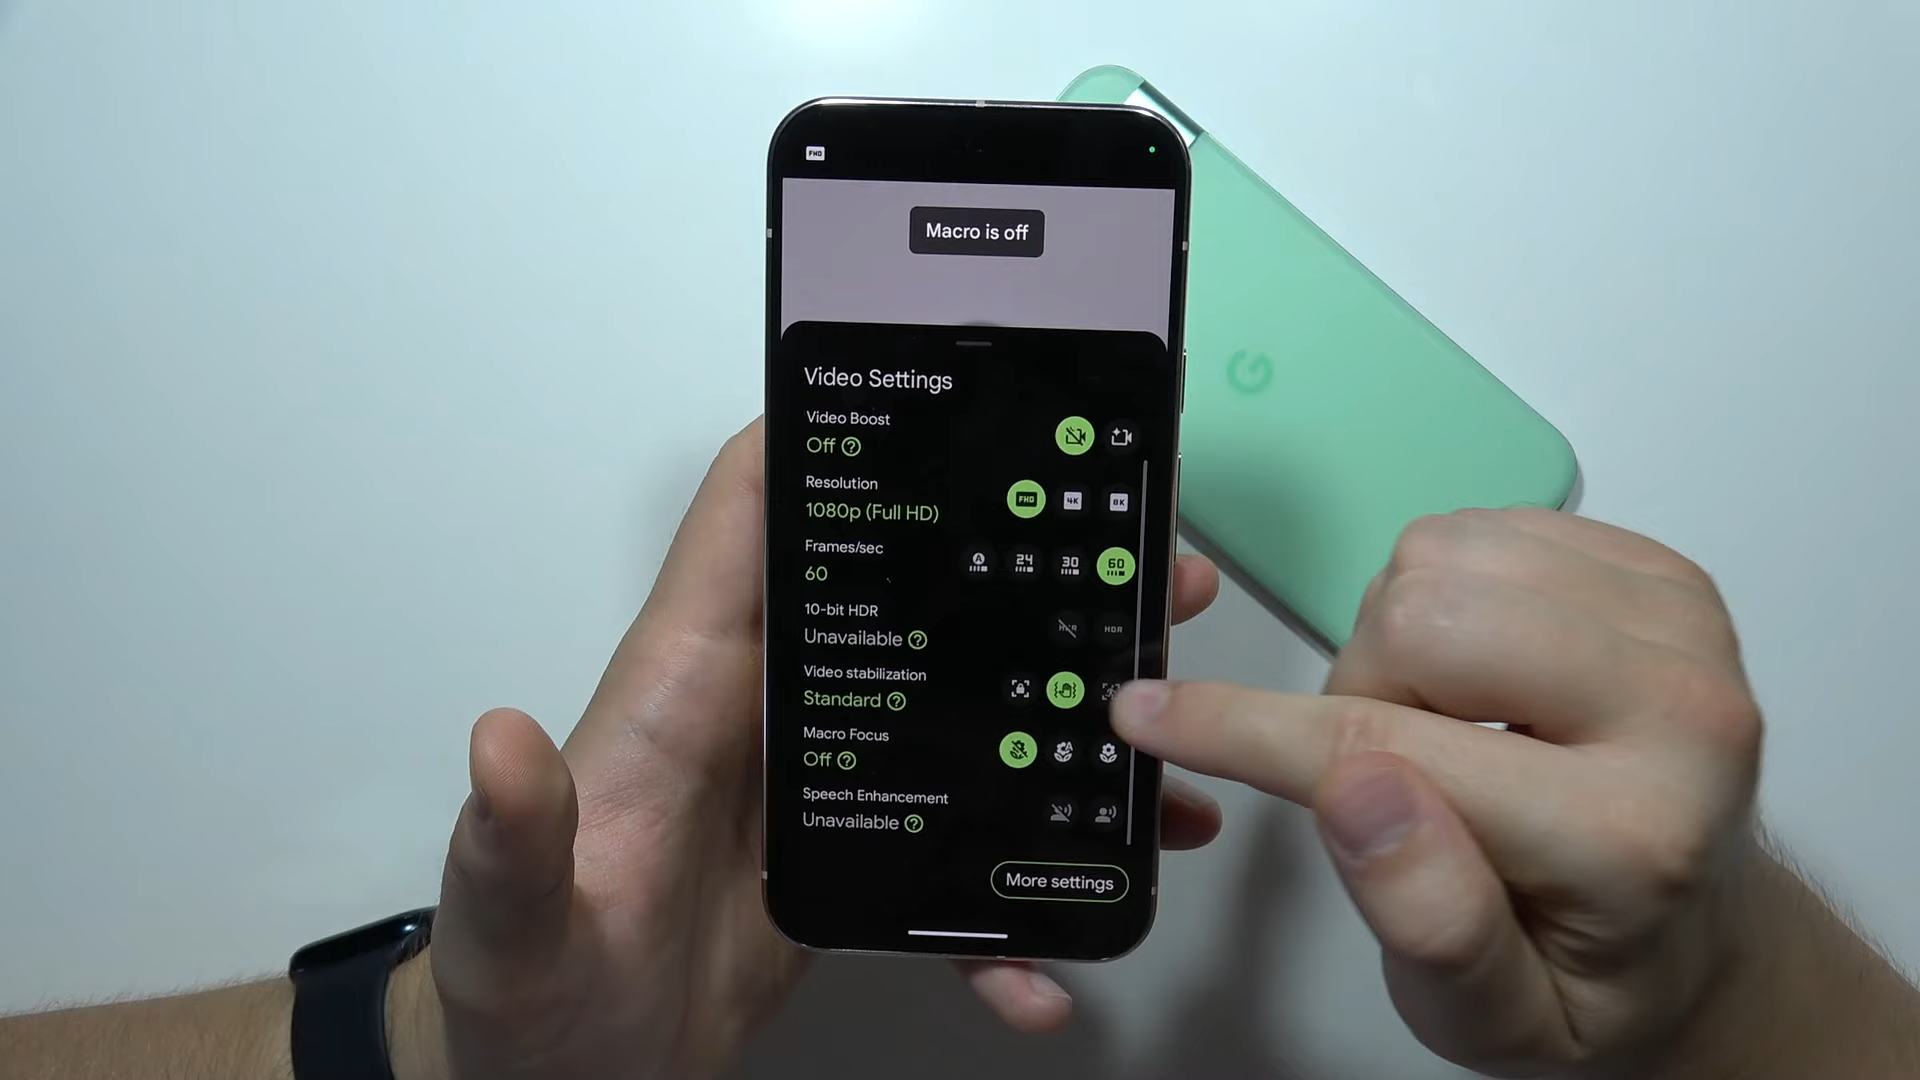 FHD
Macro is off
Video Settings
Video Boost
Off
Resolution
1080p (Full HD)
FHD 4K 8K
Frames/sec
60
A 24 30 60
10-bit HDR
Unavailable
HDR HDR
Video stabilization
Standard
Macro Focus
Off
A
Speech Enhancement
Unavailable
More settings
G